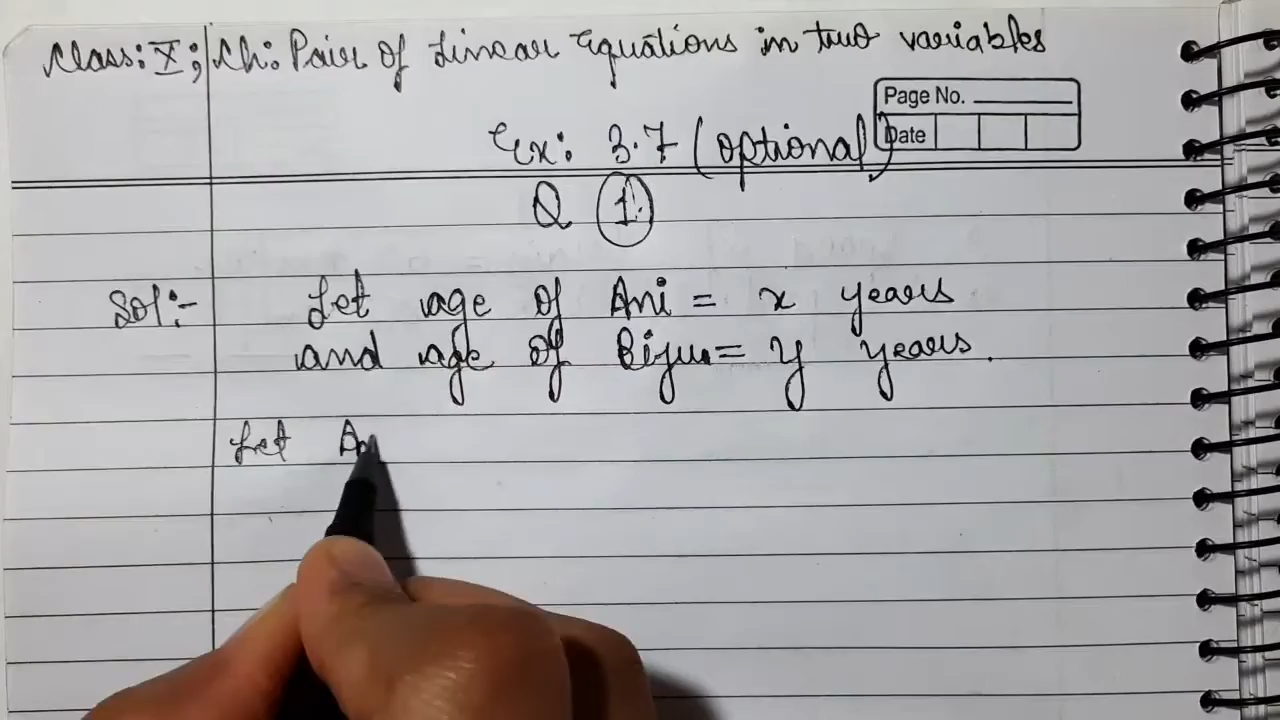 Class: X; Ch: Pair of Linear Equations in two variables
Page No.
Ex: 3.7 (optional)
Date
Q 1.
Sol:- Let age of Ani = x years
and age of Biju = y years.
Let An